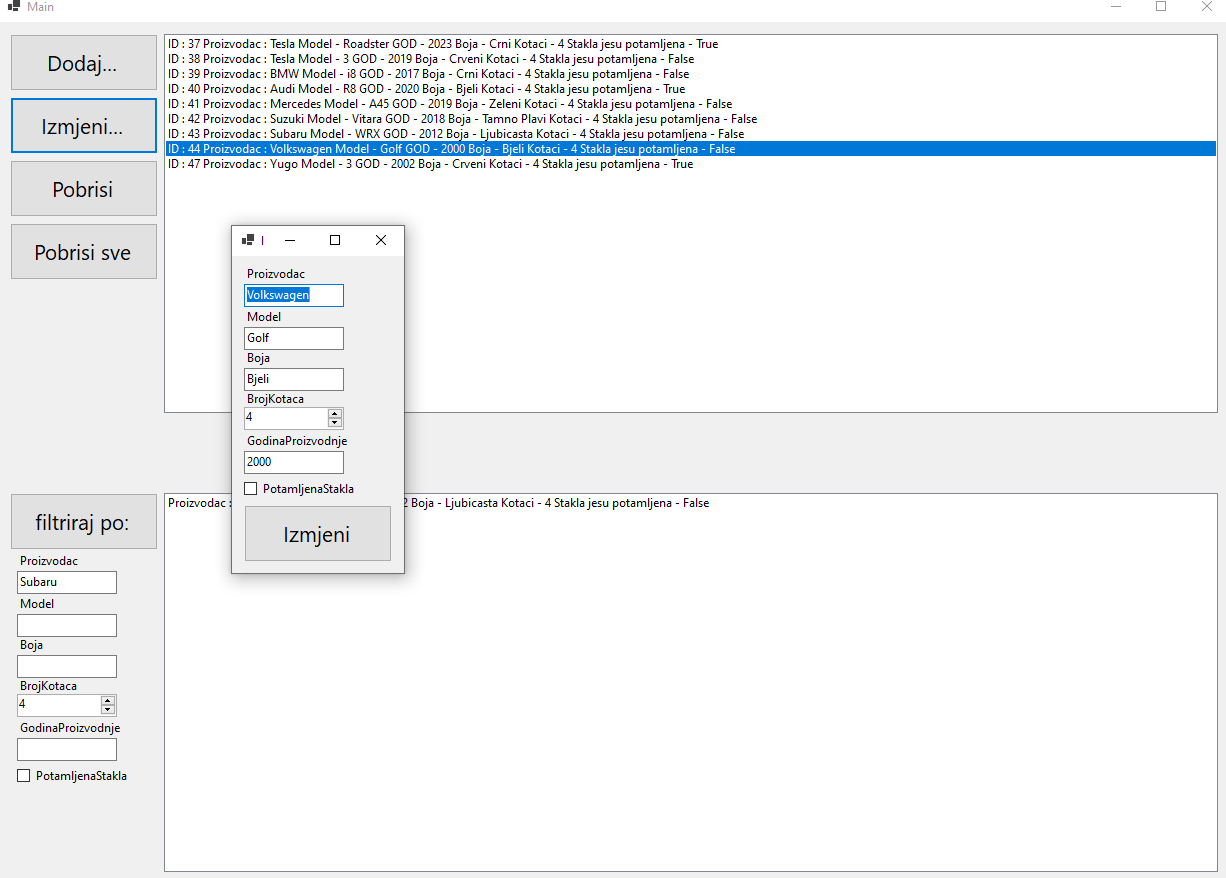 Main
Dodaj...
Izmjeni...
Pobrisi
Pobrisi sve
ID : 37 Proizvodac : Tesla Model - Roadster GOD - 2023 Boja - Crni Kotaci - 4 Stakla jesu potamljena - True
ID : 38 Proizvodac : Tesla Model - 3 GOD - 2019 Boja - Crveni Kotaci - 4 Stakla jesu potamljena - False
ID : 39 Proizvodac : BMW Model - i8 GOD - 2017 Boja - Crni Kotaci - 4 Stakla jesu potamljena - False
ID : 40 Proizvodac : Audi Model - R8 GOD - 2020 Boja - Bjeli Kotaci - 4 Stakla jesu potamljena - True
ID : 41 Proizvodac : Mercedes Model - A45 GOD - 2019 Boja - Zeleni Kotaci - 4 Stakla jesu potamljena - False
ID : 42 Proizvodac : Suzuki Model - Vitara GOD - 2018 Boja - Tamno Plavi Kotaci - 4 Stakla jesu potamljena - False
ID : 43 Proizvodac : Subaru Model - WRX GOD - 2012 Boja - Ljubicasta Kotaci - 4 Stakla jesu potamljena - False
ID : 44 Proizvodac : Volkswagen Model - Golf GOD - 2000 Boja - Bjeli Kotaci - 4 Stakla jesu potamljena - False
ID : 47 Proizvodac : Yugo Model - 3 GOD - 2002 Boja - Crveni Kotaci - 4 Stakla jesu potamljena - True
I
Proizvodac
Volkswagen
Model
Golf
Boja
Bjeli
BrojKotaca
4
GodinaProizvodnje
2000
PotamljenaStakla
Izmjeni
filtriraj po:
Proizvodac
Subaru
Model
Boja
BrojKotaca
4
GodinaProizvodnje
PotamljenaStakla
Proizvodac : 2 Boja - Ljubicasta Kotaci - 4 Stakla jesu potamljena - False